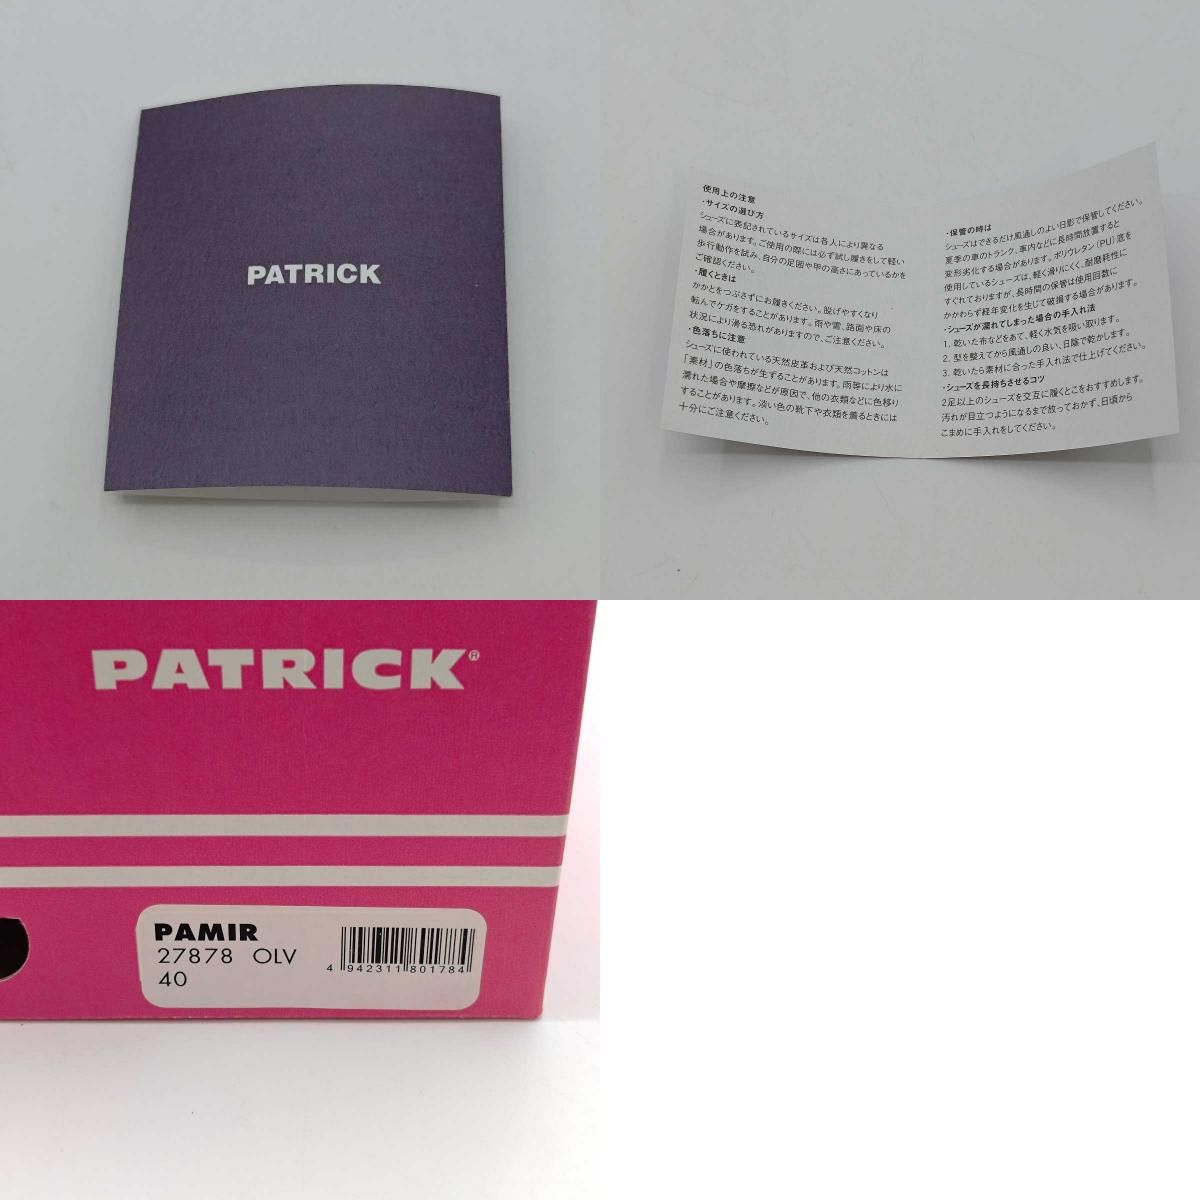 PATRICK
使用上の注意
・サイズの選び方
シューズに表記されているサイズは各人により異なる
場合があります。ご使用の際には必ず試し履きをして軽い
歩行動作を試み、自分の足囲や甲の高さにあっているかを
ご確認ください。
・履くときは
かかとをつぶさずにお履きください。脱げやすくなり
転んでケガをすることがあります。雨や雪、路面や床の
状況により滑る恐れがありますので、ご注意ください。
・色落ちに注意
シューズに使われている天然皮革および天然コットンは
「素材」の色落ちが生ずることがあります。雨等により水に
濡れた場合や摩擦などが原因で、他の衣類などに色移り
することがあります。淡い色の靴下や衣類を着るときには
十分にご注意ください。
・保管の時は
シューズはできるだけ風通しのよい日影で保管してください。
夏季の車のトランク、車内などに長時間放置すると
変形劣化する場合があります。ポリウレタン（PU）底を
使用しているシューズは、軽く滑りにくく、耐磨耗性に
すぐれておりますが、長時間の保管は使用回数に
かかわらず経年変化を生じて破損する場合があります。
・シューズが濡れてしまった場合の手入れ法
1. 乾いた布などをあて、軽く水気を吸い取ります。
2. 型を整えてから風通しの良い、日陰で乾かします。
3. 乾いたら素材に合った手入れ法で仕上げてください。
・シューズを長持ちさせるコツ
2足以上のシューズを交互に履くことをおすすめします。
汚れが目立つようになるまで放っておかず、日頃から
こまめに手入れをしてください。
PATRICK®
PAMIR
27878 OLV
40
4 942311 801784